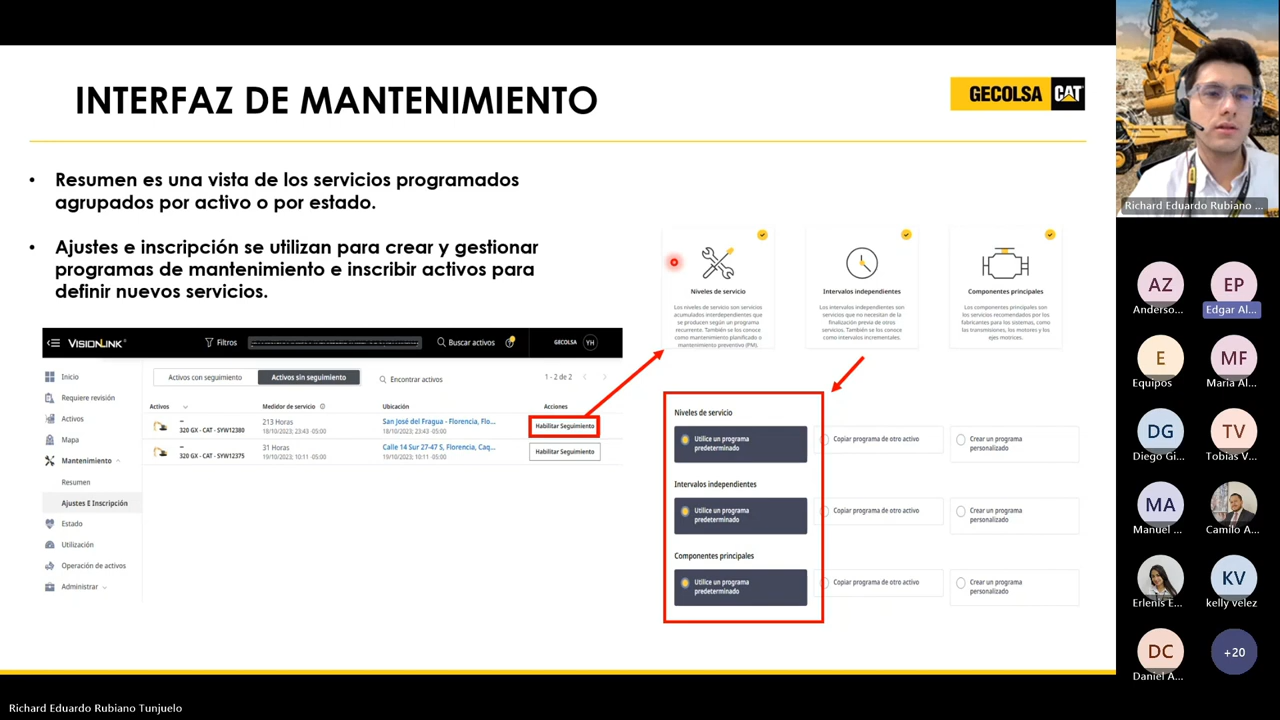 INTERFAZ DE MANTENIMIENTO
GECOLSA CAT
• Resumen es una vista de los servicios programados
agrupados por activo o por estado.
• Ajustes e inscripción se utilizan para crear y gestionar
programas de mantenimiento e inscribir activos para
definir nuevos servicios.
VISIONLINK
Filtros
Buscar activos
GECOLSA
YH
Inicio
Requiere revisión
Activos
Mapa
Mantenimiento
Resumen
Ajustes E Inscripción
Estado
Utilización
Operación de activos
Administrar
Activos con seguimiento
Activos sin seguimiento
Encontrar activos
1 - 2 de 2
Activos
Medidor de servicio
Ubicación
Acciones
--
320 GX - CAT - SYW12380
213 Horas
18/10/2023; 23:43 -05:00
San José del Fragua - Florencia, Flo...
18/10/2023; 23:43 -05:00
Habilitar Seguimiento
--
320 GX - CAT - SYW12375
31 Horas
19/10/2023; 10:11 -05:00
Calle 14 Sur 27-47 S, Florencia, Caq...
19/10/2023; 10:11 -05:00
Habilitar Seguimiento
Niveles de servicio
Los niveles de servicio son servicios
acumulados interdependientes que
se producen según un programa
recurrente. También se los conoce
como mantenimiento planificado o
mantenimiento preventivo (PM).
Intervalos independientes
Los intervalos independientes son
servicios que no necesitan de la
finalización previa de otros
servicios. También se los conoce
como intervalos incrementales.
Componentes principales
Los componentes principales son
los servicios recomendados por los
fabricantes para los sistemas, como
las transmisiones, los motores y los
ejes motrices.
Niveles de servicio
Utilice un programa
predeterminado
Copiar programa de otro activo
Crear un programa
personalizado
Intervalos independientes
Utilice un programa
predeterminado
Copiar programa de otro activo
Crear un programa
personalizado
Componentes principales
Utilice un programa
predeterminado
Copiar programa de otro activo
Crear un programa
personalizado
Richard Eduardo Rubiano ...
AZ
Anderso...
EP
Edgar Al...
E
Equipos
MF
Maria Al...
DG
Diego Gi...
TV
Tobias V...
MA
Manuel ...
Camilo A...
Erlenis E...
KV
kelly velez
DC
Daniel A...
+20
Richard Eduardo Rubiano Tunjuelo